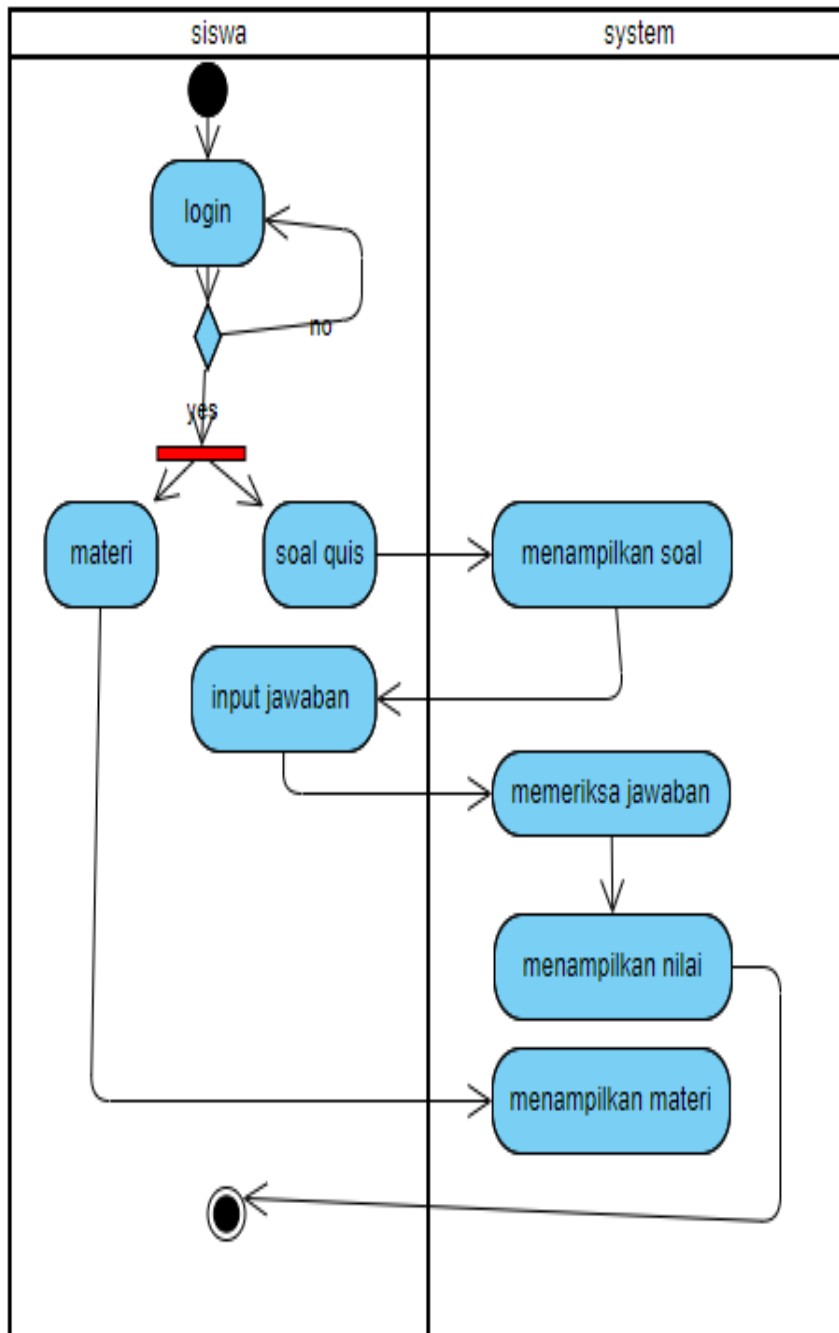 siswa
system
login
no
yes
materi
soal quis
menampilkan soal
input jawaban
memeriksa jawaban
menampilkan nilai
menampilkan materi